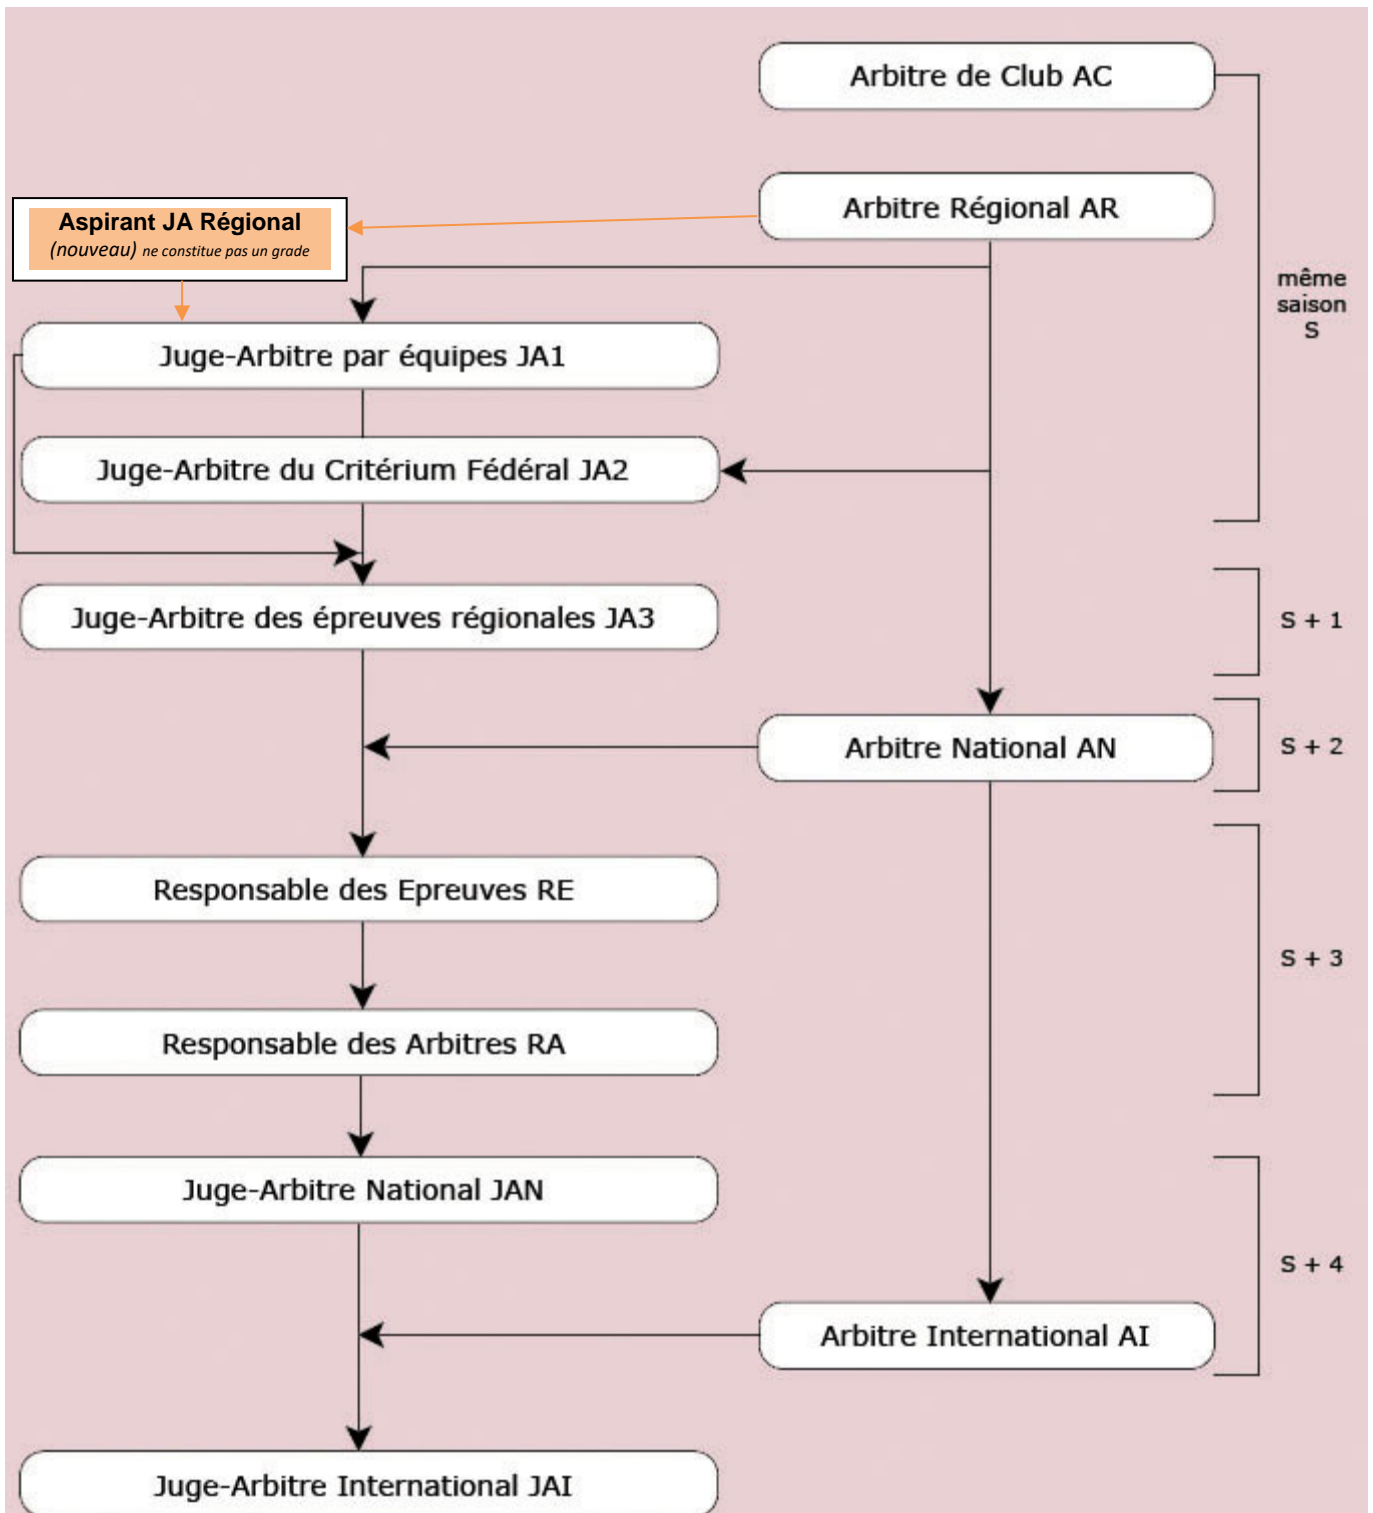 Arbitre de Club AC
Arbitre Régional AR
Aspirant JA Régional
(nouveau) ne constitue pas un grade
même
saison
S
Juge-Arbitre par équipes JA1
Juge-Arbitre du Critérium Fédéral JA2
Juge-Arbitre des épreuves régionales JA3
S + 1
Arbitre National AN
S + 2
Responsable des Epreuves RE
S + 3
Responsable des Arbitres RA
Juge-Arbitre National JAN
S + 4
Arbitre International AI
Juge-Arbitre International JAI